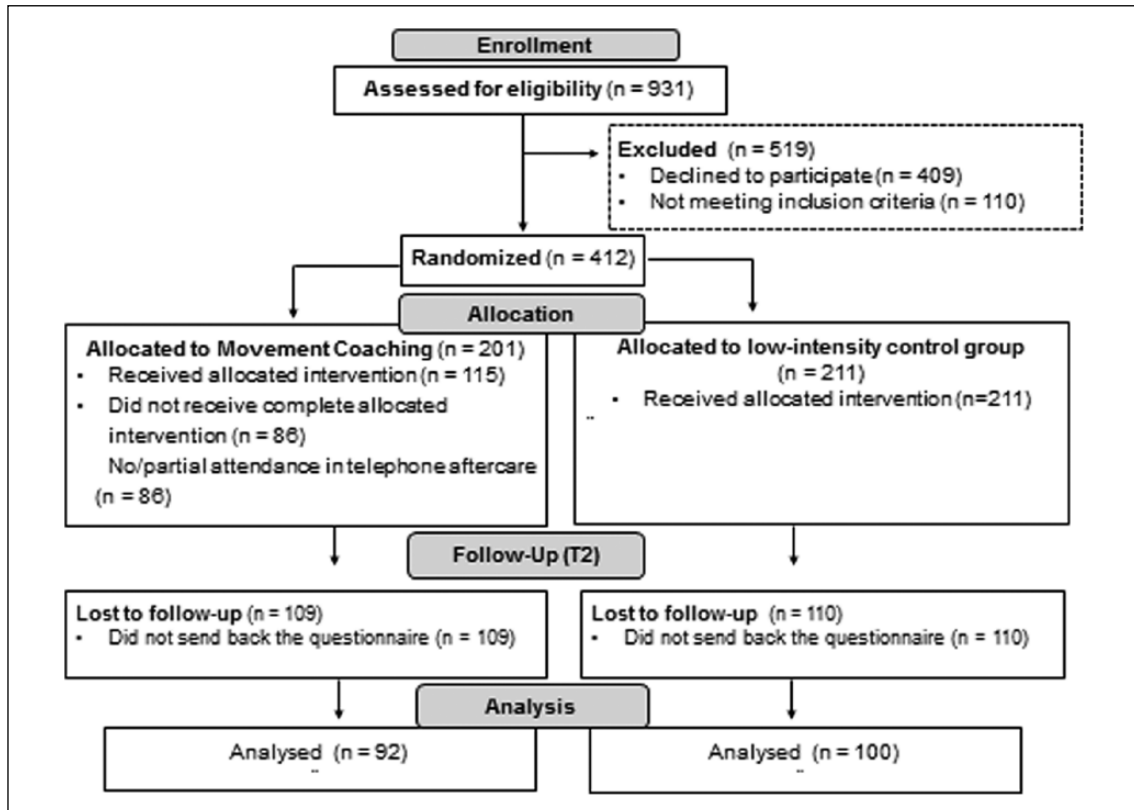 Enrollment
Assessed for eligibility (n = 931)
Excluded (n = 519)
• Declined to participate (n = 409)
• Not meeting inclusion criteria (n = 110)
Randomized (n = 412)
Allocation
Allocated to Movement Coaching (n = 201)
• Received allocated intervention (n = 115)
• Did not receive complete allocated
intervention (n = 86)
No/partial attendance in telephone aftercare
(n = 86)
Allocated to low-intensity control group
(n = 211)
• Received allocated intervention (n=211)
Follow-Up (T2)
Lost to follow-up (n = 109)
• Did not send back the questionnaire (n = 109)
Lost to follow-up (n = 110)
• Did not send back the questionnaire (n = 110)
Analysis
Analysed (n = 92)
Analysed (n = 100)